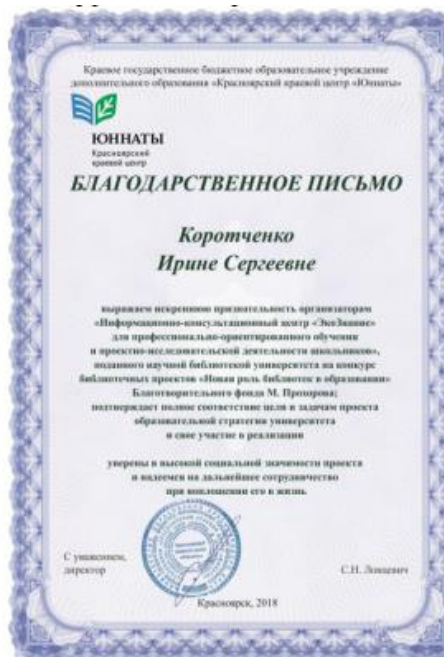 Краевое государственное бюджетное образовательное учреждение
дополнительного образования «Красноярский краевой центр «Юннаты»
ЮННАТЫ
Красноярский
краевой центр
БЛАГОДАРСТВЕННОЕ ПИСЬМО
Коротченко
Ирине Сергеевне
выражаем искреннюю признательность организаторам
«Информационно-консультационный центр «ЭкоЗнание»
для профессионально-ориентированного обучения
и проектно-исследовательской деятельности школьников»,
поданного научной библиотекой университета на конкурс
библиотечных проектов «Новая роль библиотек в образовании»
Благотворительного фонда М. Прохорова;
подтверждает полное соответствие цели и задачам проекта
образовательной стратегии университета
и свое участие в реализации
уверены в высокой социальной значимости проекта
и надеемся на дальнейшее сотрудничество
при воплощении его в жизнь
С уважением,
директор
С.Н.
Красноярск, 2018